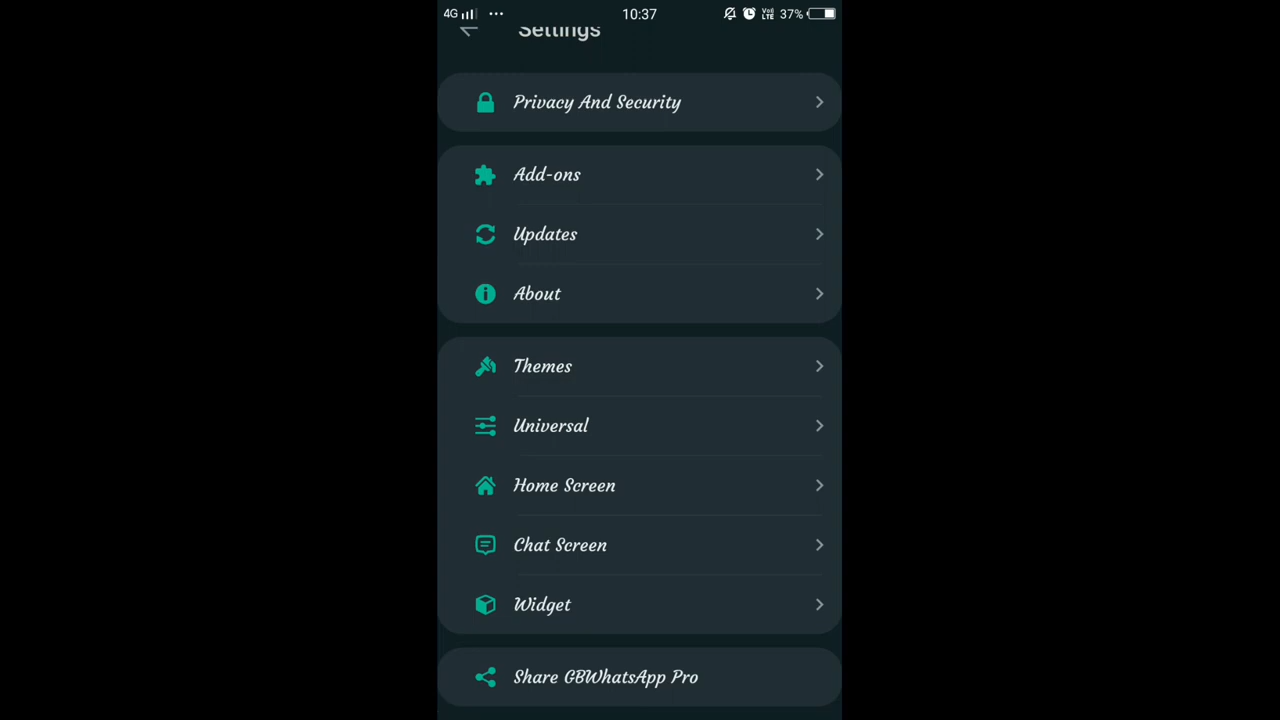 4G 10:37 VoLTE 37%
Settings
Privacy And Security
Add-ons
Updates
About
Themes
Universal
Home Screen
Chat Screen
Widget
Share GBWhatsApp Pro